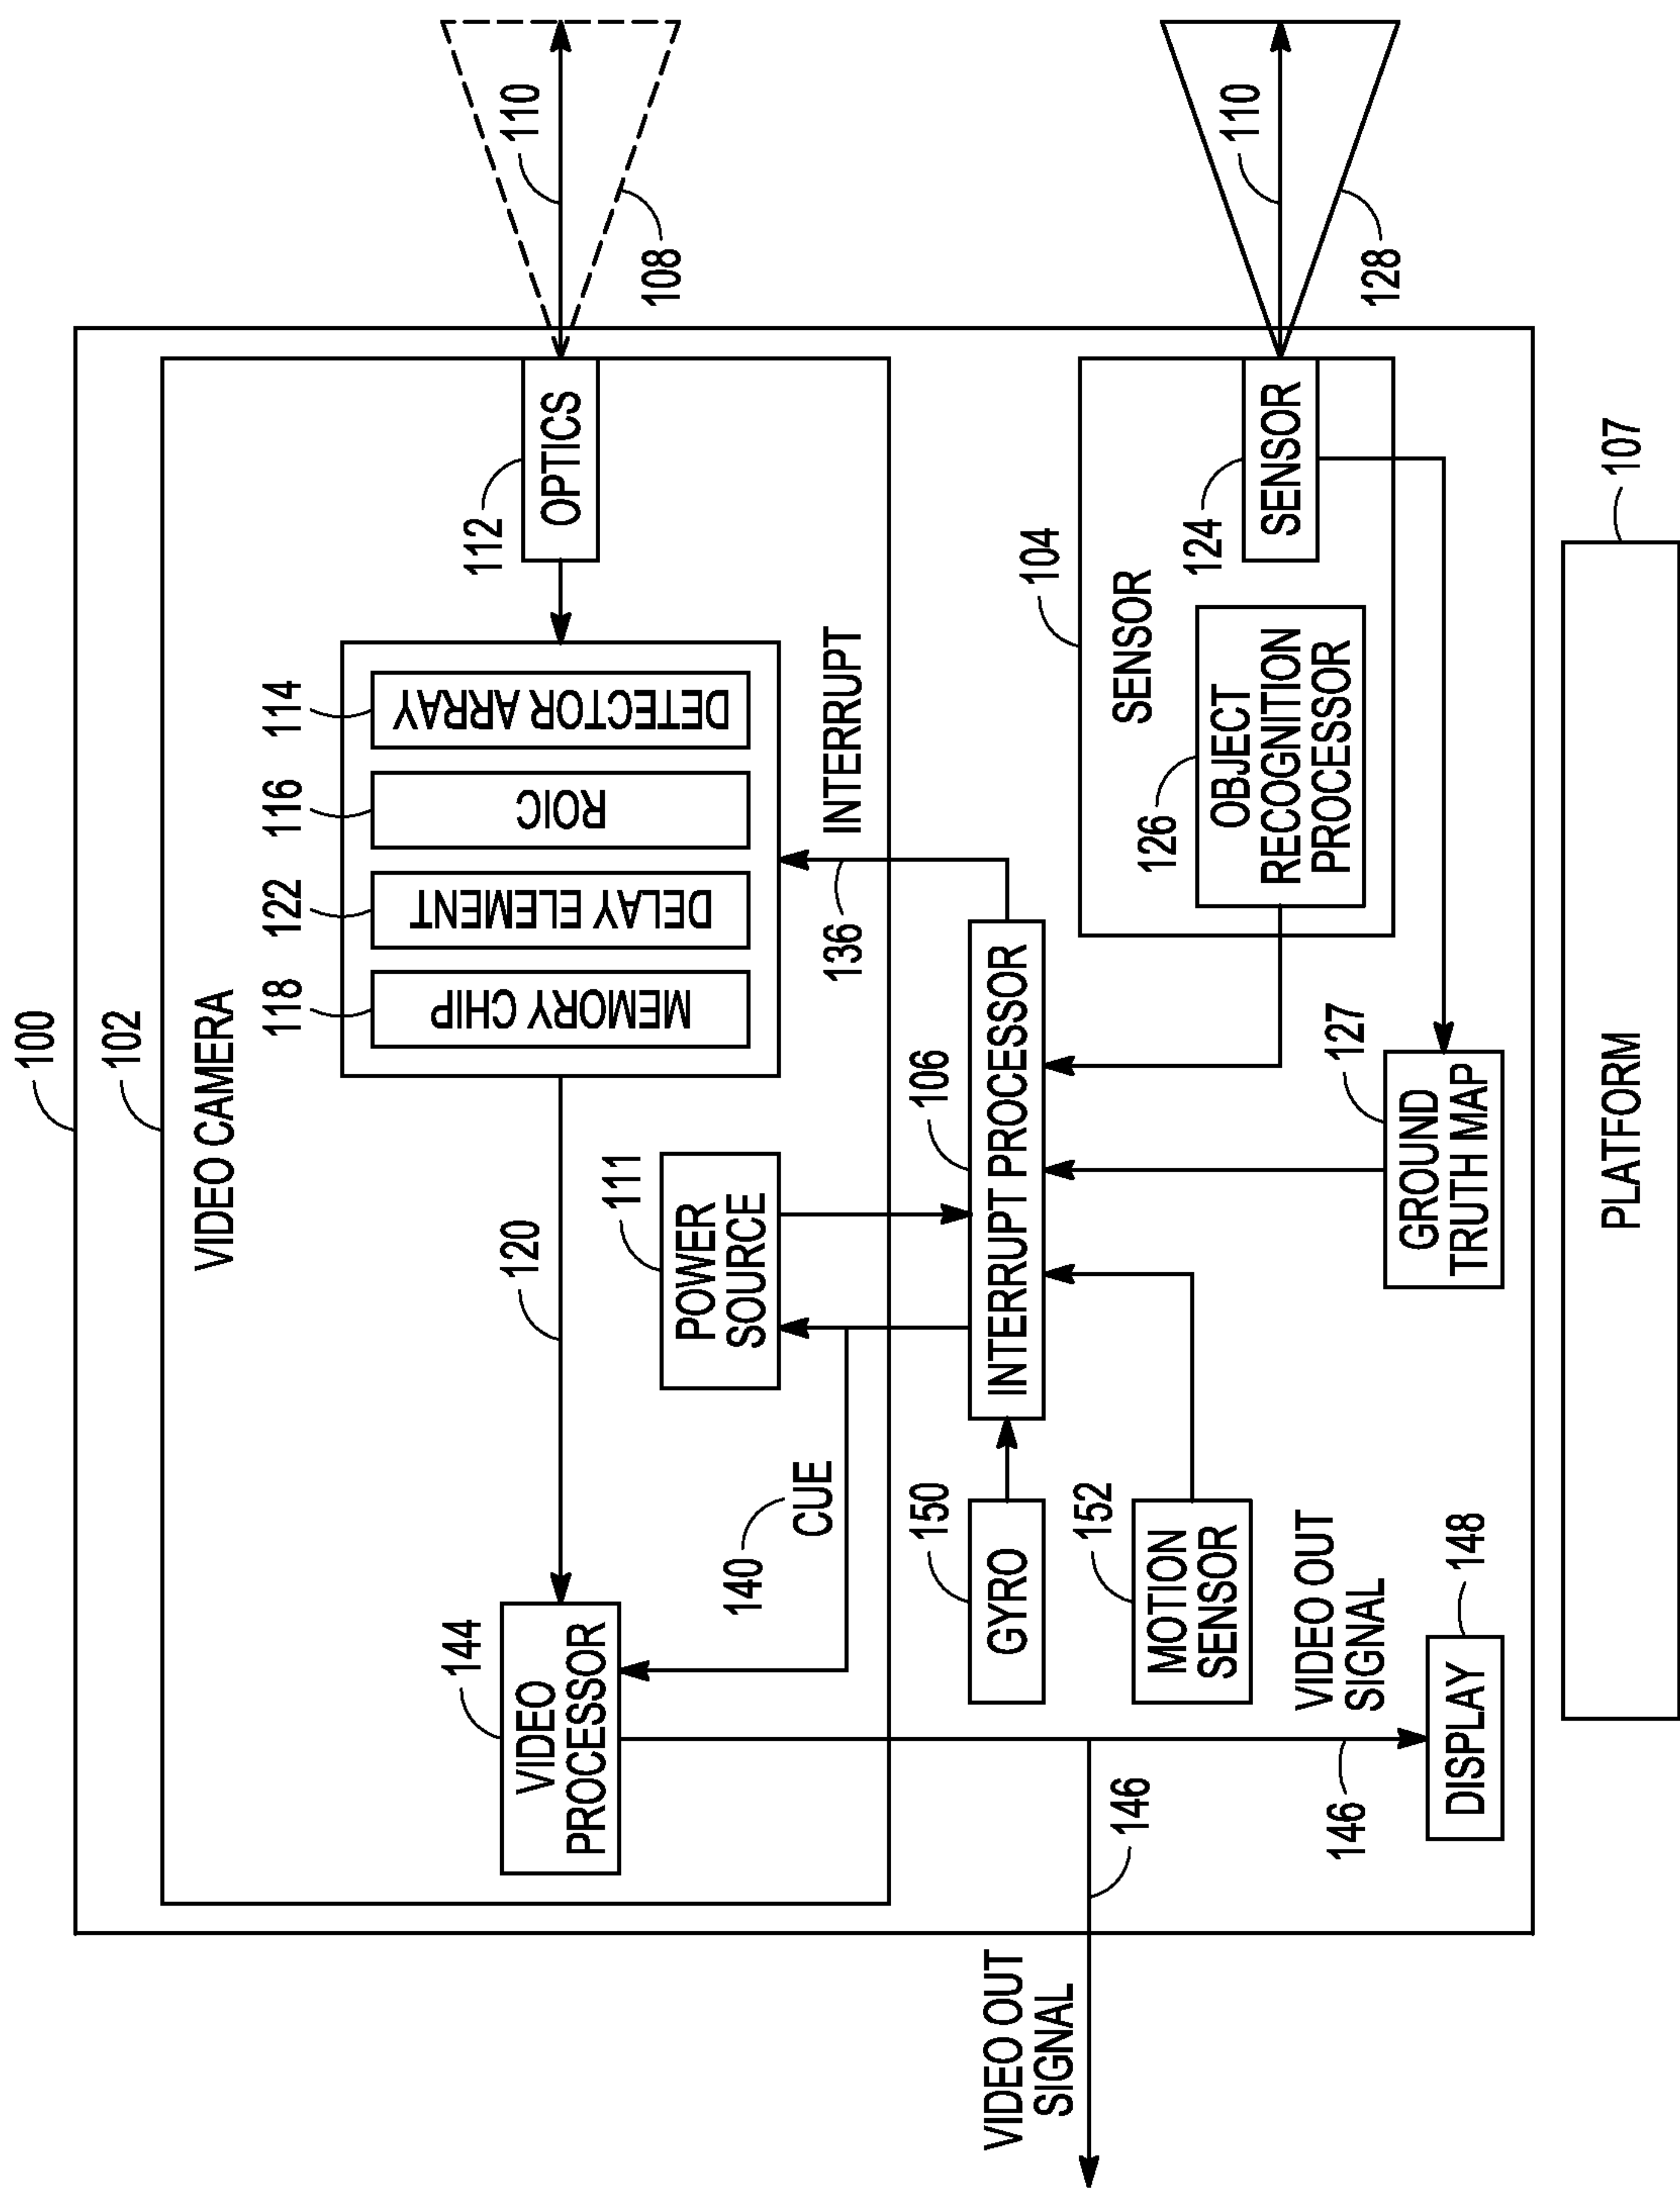 100
102
VIDEO CAMERA
144
VIDEO
PROCESSOR
120
118
MEMORY CHIP
122
DELAY ELEMENT
116
ROIC
114
DETECTOR ARRAY
112
OPTICS
110
108
111
POWER
SOURCE
140
CUE
136
INTERRUPT
150
GYRO
106
INTERRUPT PROCESSOR
152
MOTION
SENSOR
104
SENSOR
126
OBJECT
RECOGNITION
PROCESSOR
124
SENSOR
110
128
VIDEO OUT
SIGNAL
146
VIDEO OUT
SIGNAL
146
148
DISPLAY
127
GROUND
TRUTH MAP
107
PLATFORM